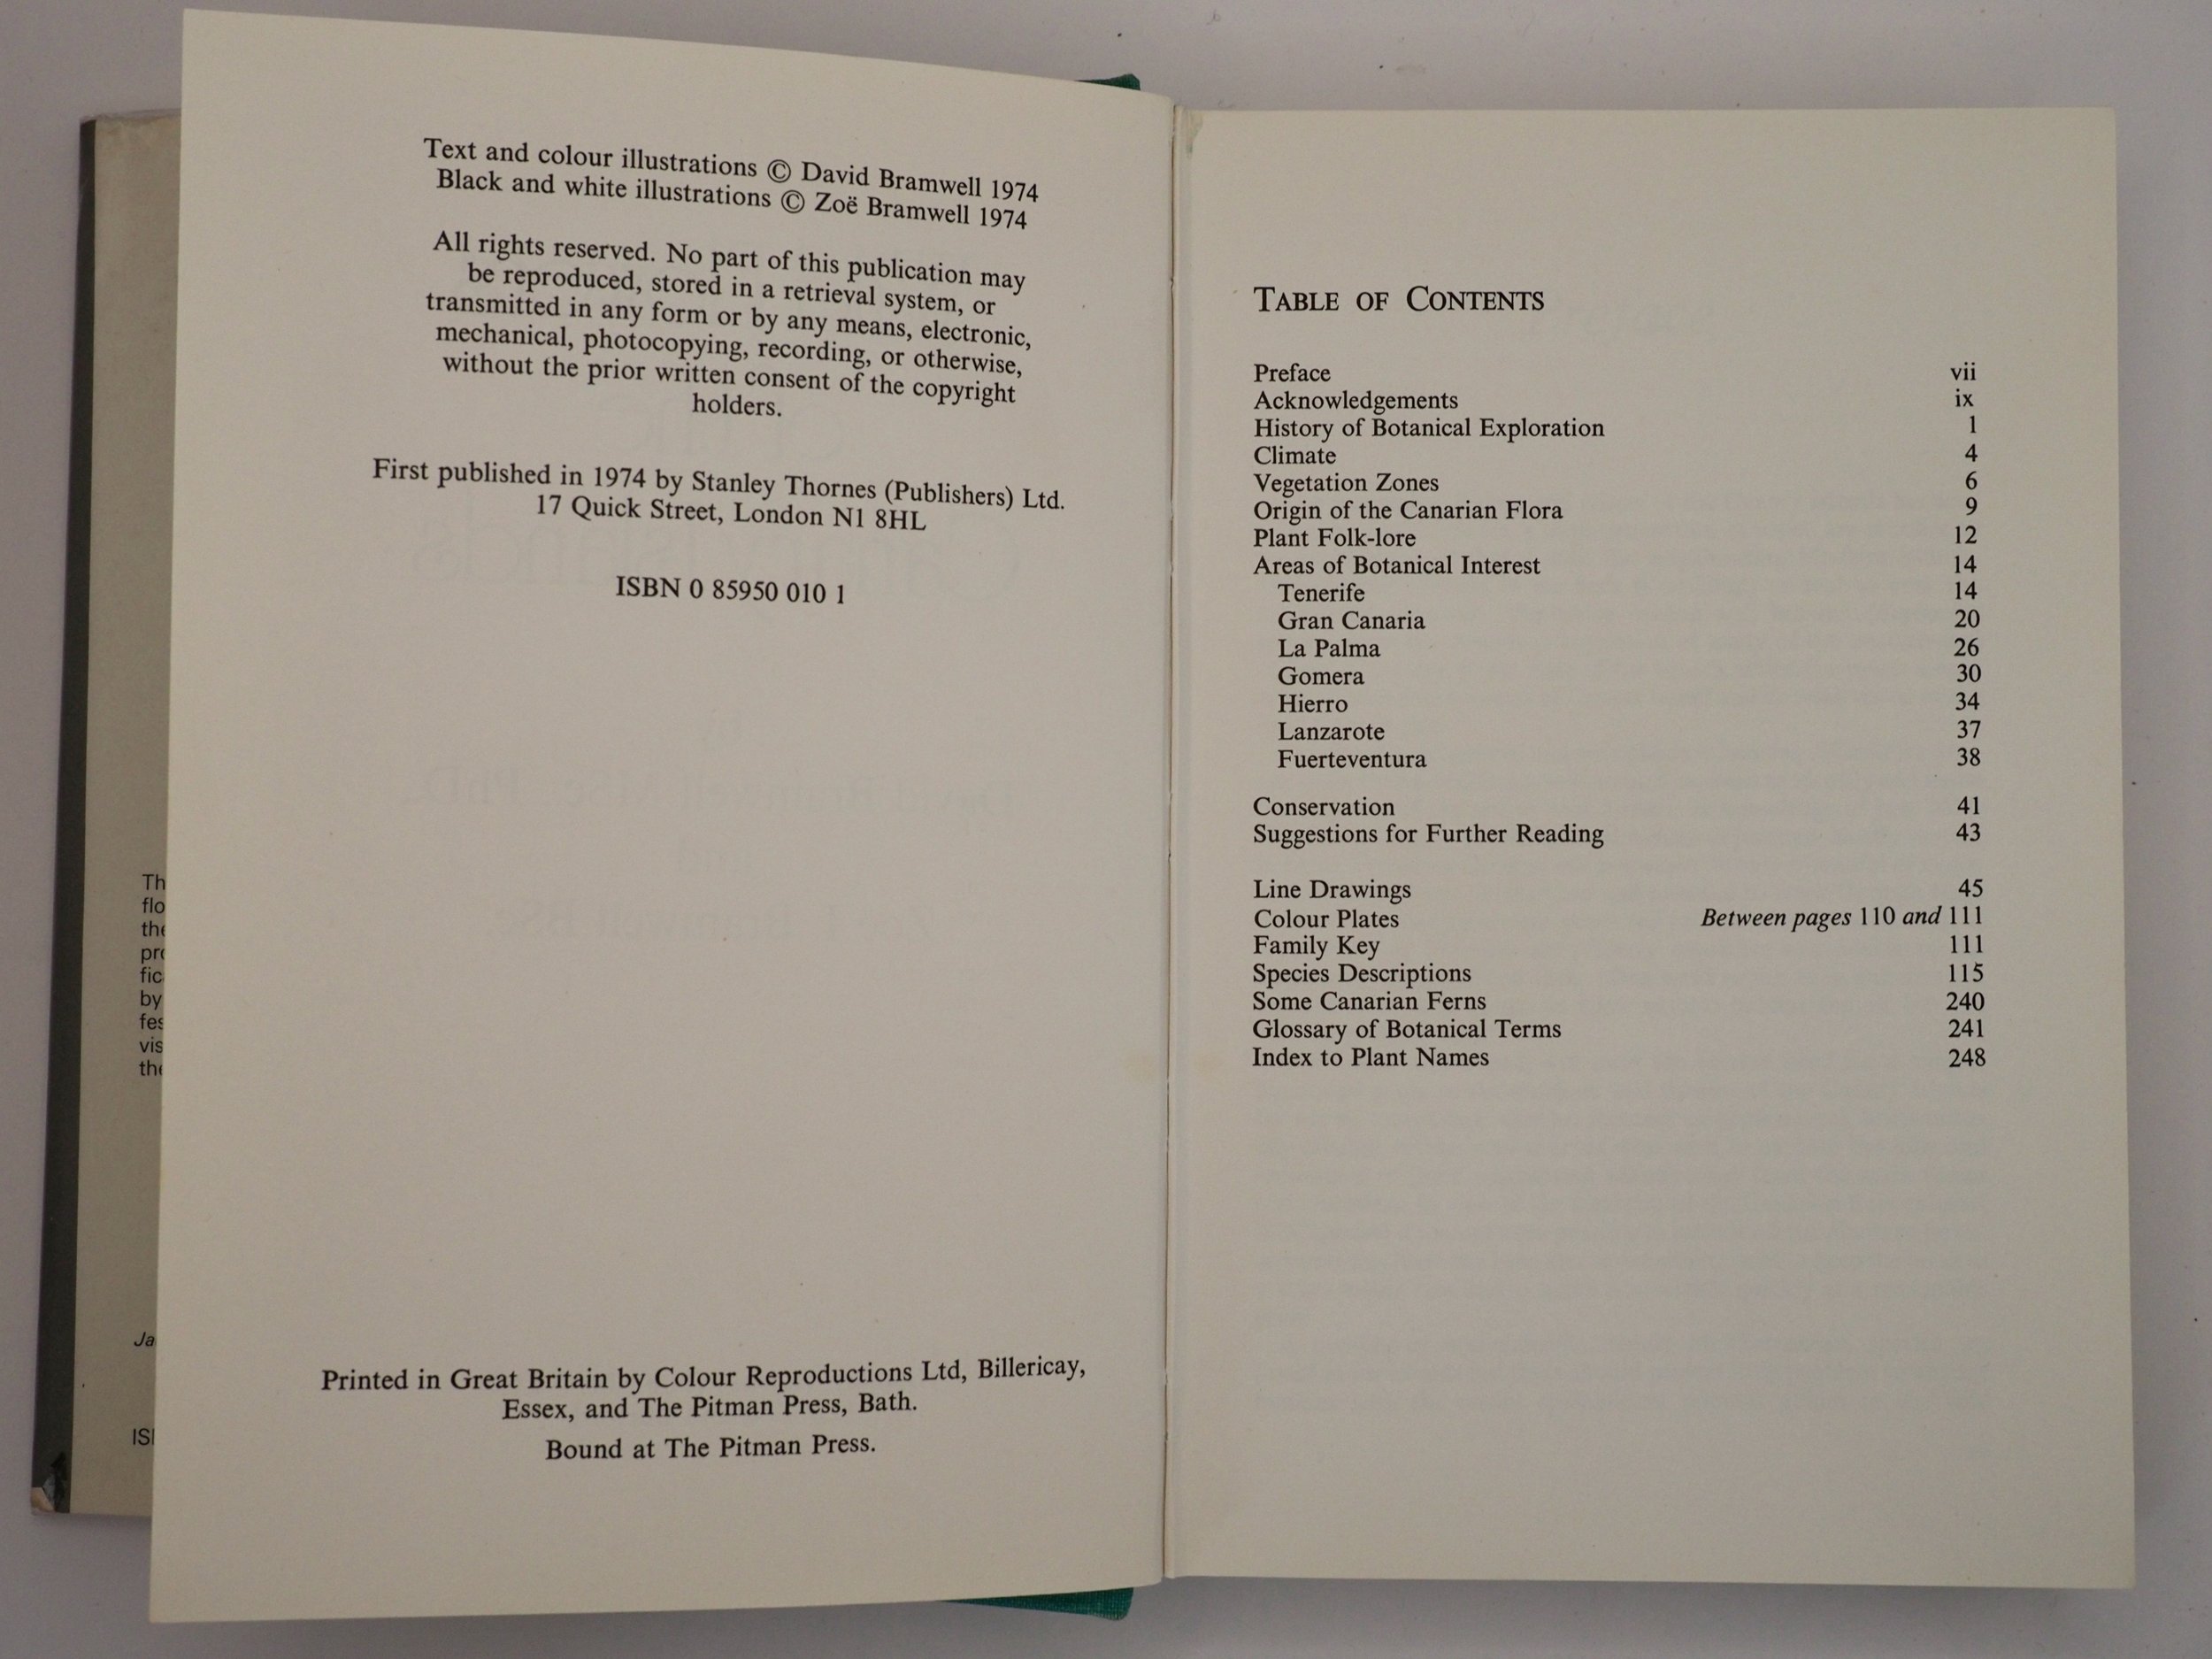 Text and colour illustrations © David Bramwell 1974
Black and white illustrations © Zoë Bramwell 1974
All rights reserved. No part of this publication may
be reproduced, stored in a retrieval system, or
transmitted in any form or by any means, electronic,
mechanical, photocopying, recording, or otherwise,
without the prior written consent of the copyright
holders.
First published in 1974 by Stanley Thornes (Publishers) Ltd.
17 Quick Street, London N1 8HL
ISBN 0 85950 010 1
Printed in Great Britain by Colour Reproductions Ltd, Billericay,
Essex, and The Pitman Press, Bath.
Bound at The Pitman Press.
TABLE OF CONTENTS
Preface vii
Acknowledgements ix
History of Botanical Exploration 1
Climate 4
Vegetation Zones 6
Origin of the Canarian Flora 9
Plant Folk-lore 12
Areas of Botanical Interest 14
Tenerife 14
Gran Canaria 20
La Palma 26
Gomera 30
Hierro 34
Lanzarote 37
Fuerteventura 38
Conservation 41
Suggestions for Further Reading 43
Line Drawings 45
Colour Plates Between pages 110 and 111
Family Key 111
Species Descriptions 115
Some Canarian Ferns 240
Glossary of Botanical Terms 241
Index to Plant Names 248